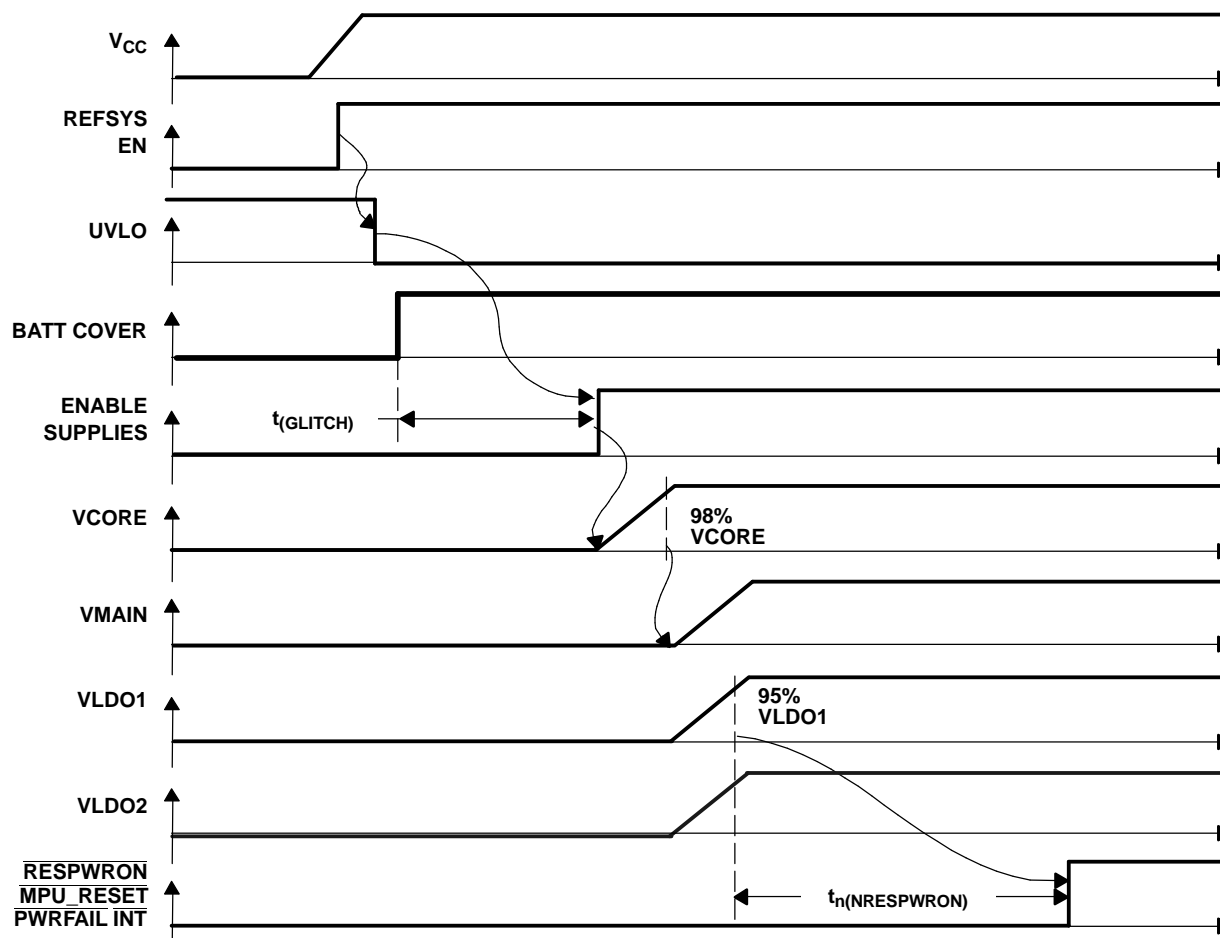 VCC
REFSYS
EN
UVLO
BATT COVER
ENABLE
SUPPLIES
t(GLITCH)
VCORE
98%
VCORE
VMAIN
VLDO1
95%
VLDO1
VLDO2
RESPWRON
MPU_RESET
PWRFAIL INT
tn(NRESPWRON)